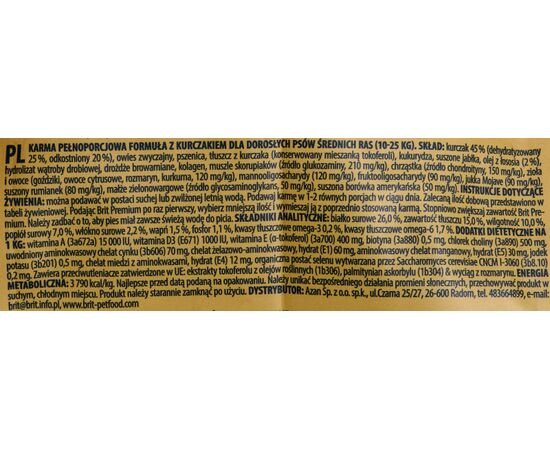 PL KARMA PEŁNOPORCJOWA FORMUŁA Z KURCZAKIEM DLA DOROSŁYCH PSÓW ŚREDNICH RAS (10-25 KG). SKŁAD: kurczak 45 % (dehydratyzowany
25 %, odkostniony 20 %), owies zwyczajny, pszenica, tłuszcz z kurczaka (konserwowany mieszanką tokoferoli), kukurydza, suszone jabłka, olej z łososia (2 %),
hydrolizat wątroby drobiowej, drożdże browarniane, kolagen, muszle skorupiaków (źródło glukozaminy, 210 mg/kg), chrząstka (źródło chondroityny, 150 mg/kg), zioła
i owoce (goździki, owoce cytrusowe, rozmaryn, kurkuma, 120 mg/kg), mannooligosacharydy (120 mg/kg), fruktooligosacharydy (90 mg/kg), jukka Mojave (90 mg/kg),
suszony rumianek (80 mg/kg), małże zielonowargowe (źródło glycosaminoglykans, 50 mg/kg), suszona borówka amerykańska (50 mg/kg). INSTRUKCJE DOTYCZĄCE
ŻYWIENIA: można podawać w postaci suchej lub zwilżonej letnią wodą. Podawaj karmę w 1-2 równych porcjach w ciągu dnia. Zalecaną ilość dobową przedstawiono w
tabeli żywieniowej. Podając Brit Premium po raz pierwszy, wybierz mniejszą ilość i wymieszaj ją z poprzednio stosowaną karmą. Stopniowo zwiększaj zawartość Brit Pre-
mium. Należy zadbać o to, aby pies miał zawsze świeżą wodę do picia. SKŁADNIKI ANALITYCZNE: białko surowe 26,0 %, zawartość tłuszczu 15,0 %, wilgotność 10,0 %,
popiół surowy 7,0 %, włókno surowe 2,2 %, wapń 1,5 %, fosfor 1,1 %, kwasy tłuszczowe omega-3 0,2 %, kwasy tłuszczowe omega-6 1,7 %. DODATKI DIETETYCZNE NA
1 KG: witamina A (3a672a) 15 000 IU, witamina D3 (E671) 1000 IU, witamina E (α-tokoferol) (3a700) 400 mg, biotyna (3a880) 0,5 mg, chlorek choliny (3a890) 500 mg,
uwodniony aminokwasowy chelat cynku (3b606) 70 mg, chelat żelazowo-aminokwasowy, hydrat (E1) 60 mg, aminokwasowy chelat manganu, hydrat (E5) 30 mg, jodek
potasu (3b201) 0,5 mg, chelat miedzi z aminokwasami, hydrat (E4) 12 mg, organiczna postać selenu wytwarzana przez Saccharomyces cerevisiae CNCM I-3060 (3b8.10)
0,2 mg. Zawiera przeciwutleniacze zatwierdzone w UE: ekstrakty tokoferolu z olejów roślinnych (1b306), palmitynian askorbylu (1b304) & wyciąg z rozmarynu. ENERGIA
METABOLICZNA: 3 790 kcal/kg. Najlepsze przed datą podaną na opakowaniu. Należy unikać bezpośredniego działania promieni słonecznych, przechowywać produkt w
suchym, chłodnym miejscu. Produkt należy starannie zamknąć po użyciu. DYSTRYBUTOR: Azan Sp. z o.o. sp.k., ul.Czarna 25/27, 26-600 Radom, tel. 483664899, e-mail:
brit@info.pl, www.brit-petfood.com